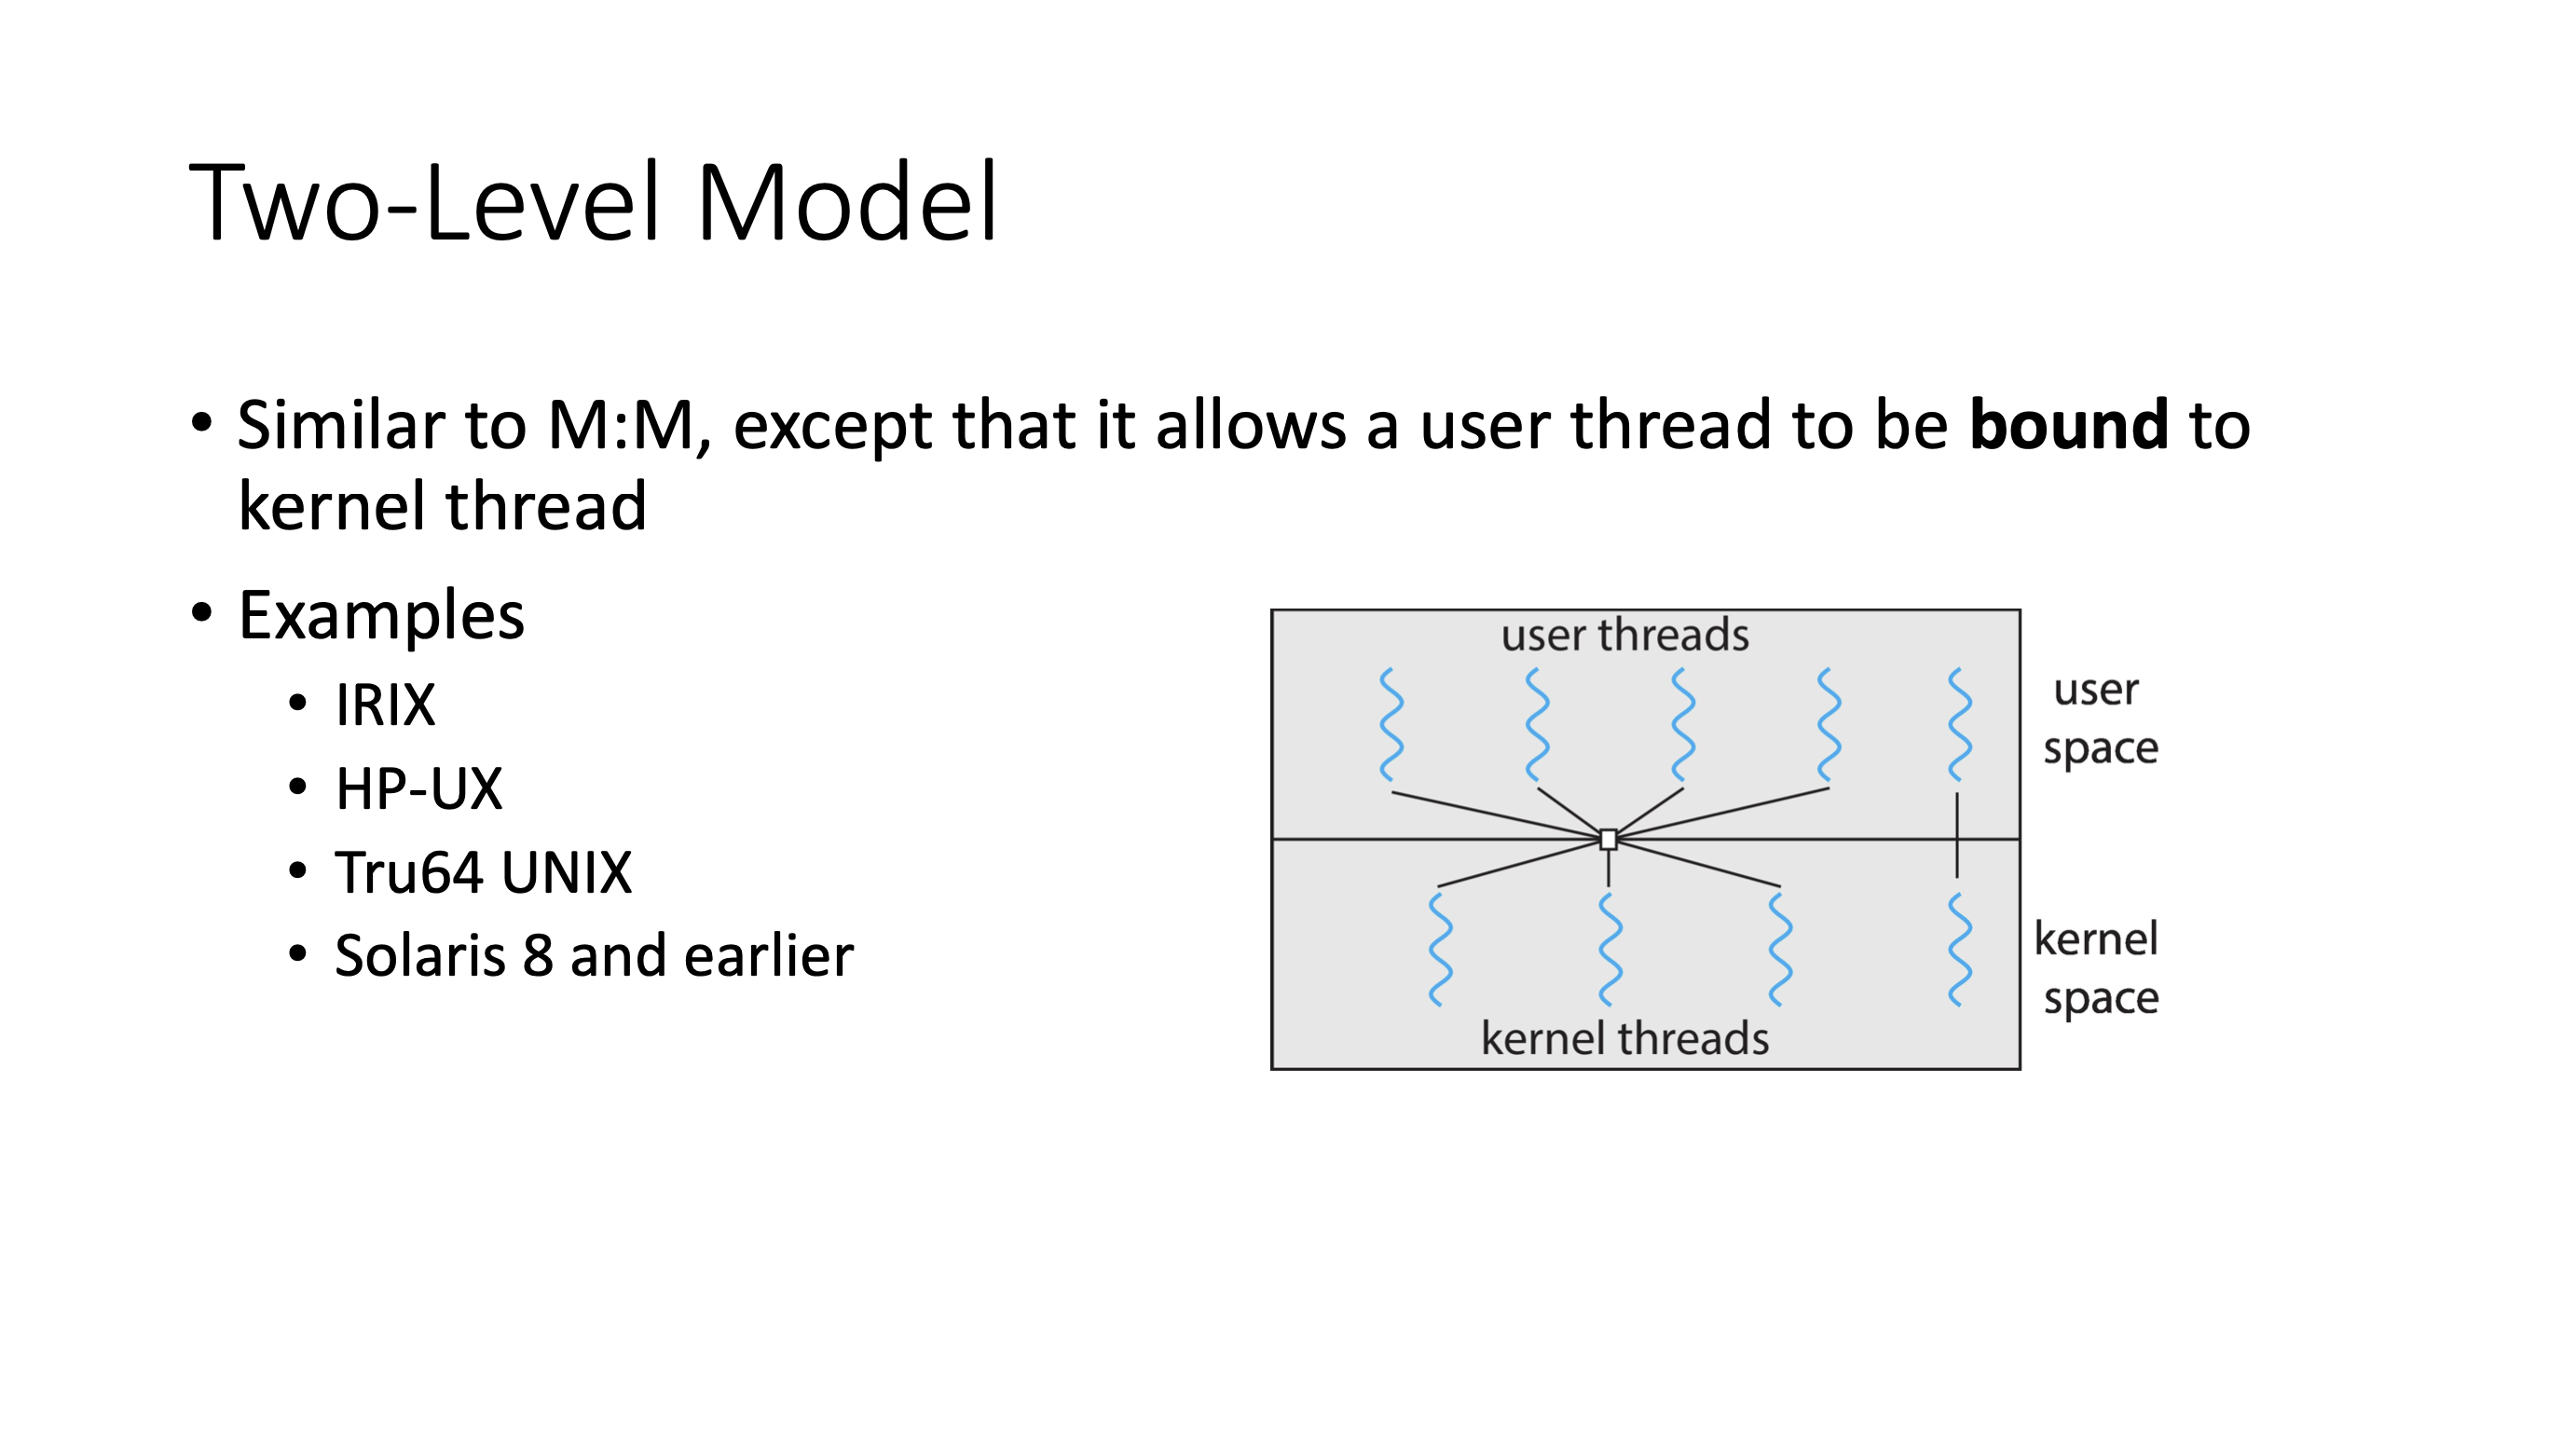 Two-Level Model
• Similar to M:M, except that it allows a user thread to be bound to
kernel thread
• Examples
• IRIX
• HP-UX
• Tru64 UNIX
• Solaris 8 and earlier
user threads
user
space
kernel
space
kernel threads